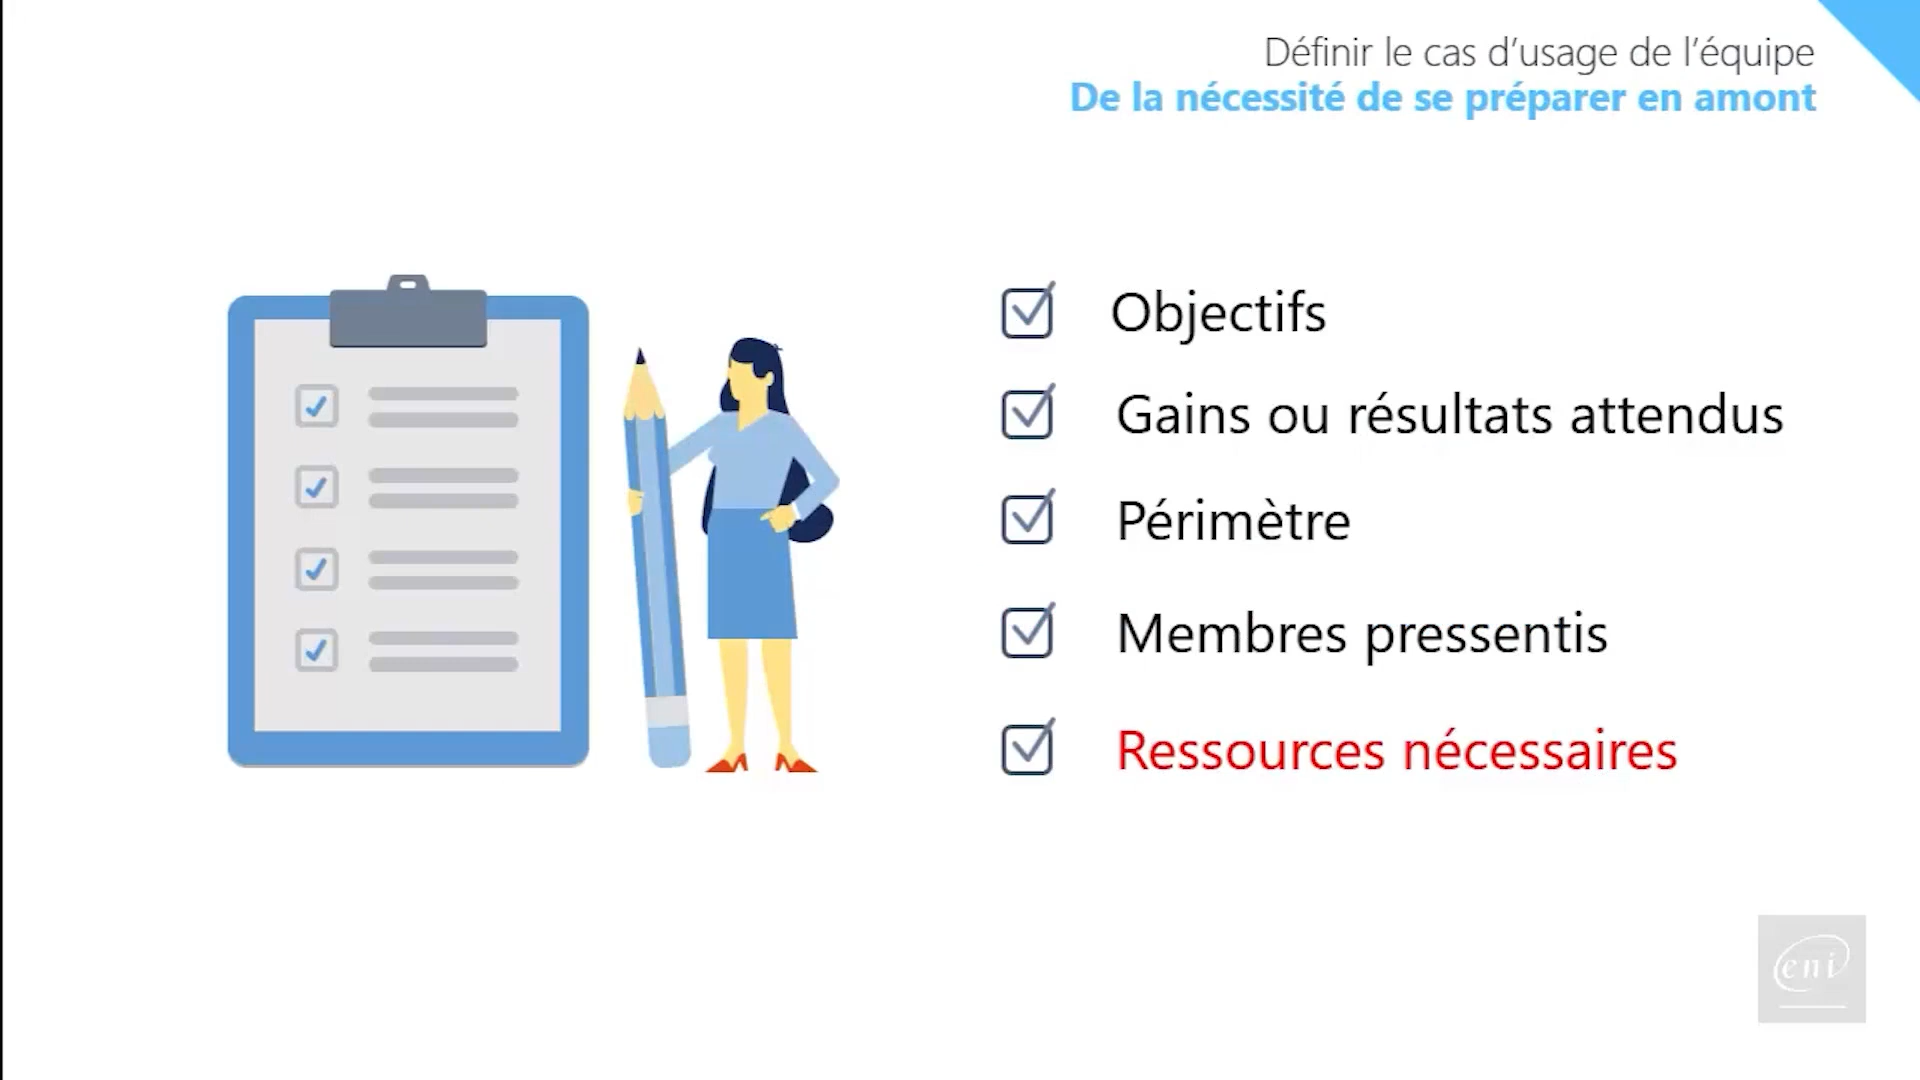 Définir le cas d’usage de l’équipe
De la nécessité de se préparer en amont
Objectifs
Gains ou résultats attendus
Périmètre
Membres pressentis
Ressources nécessaires
eni